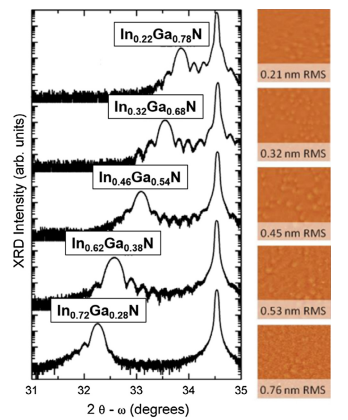 In0.22Ga0.78N
0.21 nm RMS
In0.32Ga0.68N
0.32 nm RMS
In0.46Ga0.54N
0.45 nm RMS
In0.62Ga0.38N
0.53 nm RMS
In0.72Ga0.28N
0.76 nm RMS
XRD Intensity (arb. units)
31 32 33 34 35
2 θ - ω (degrees)